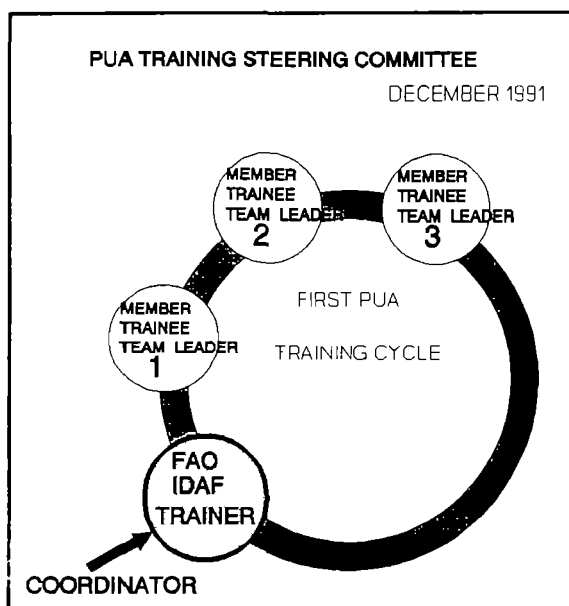 PUA TRAINING STEERING COMMITTEE
DECEMBER 1991
MEMBER
TRAINEE
TEAM LEADER
2
MEMBER
TRAINEE
TEAM LEADER
3
MEMBER
TRAINEE
TEAM LEADER
1
FIRST PUA
TRAINING CYCLE
FAO
IDAF
TRAINER
COORDINATOR